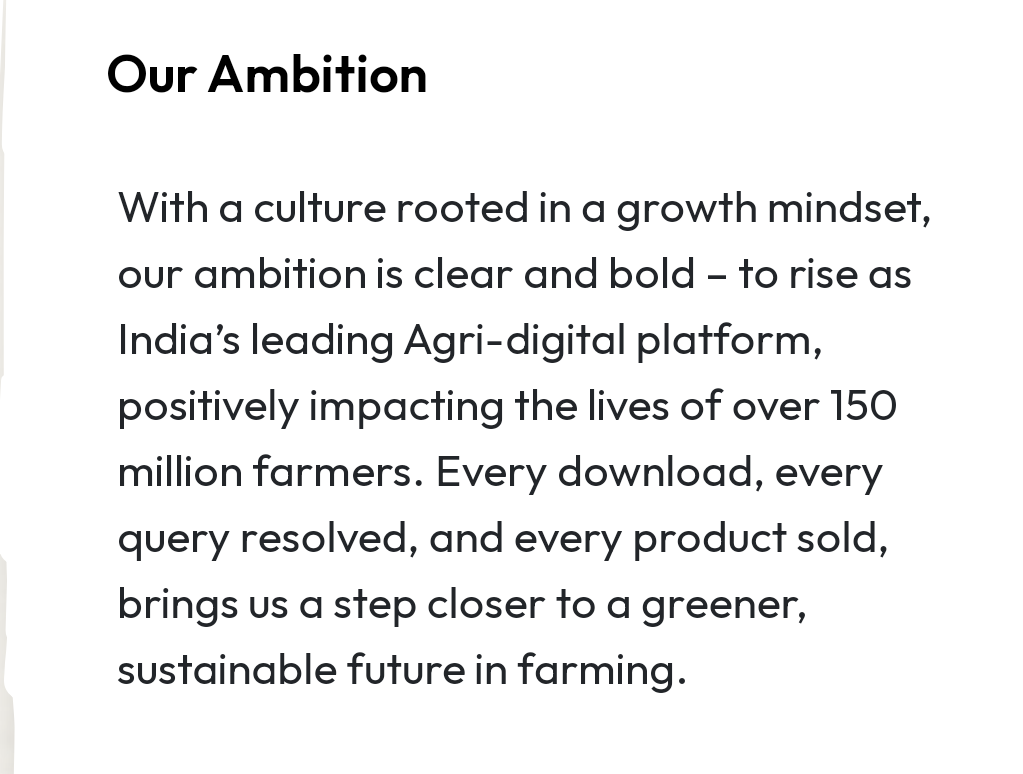 Our Ambition
With a culture rooted in a growth mindset,
our ambition is clear and bold – to rise as
India’s leading Agri-digital platform,
positively impacting the lives of over 150
million farmers. Every download, every
query resolved, and every product sold,
brings us a step closer to a greener,
sustainable future in farming.